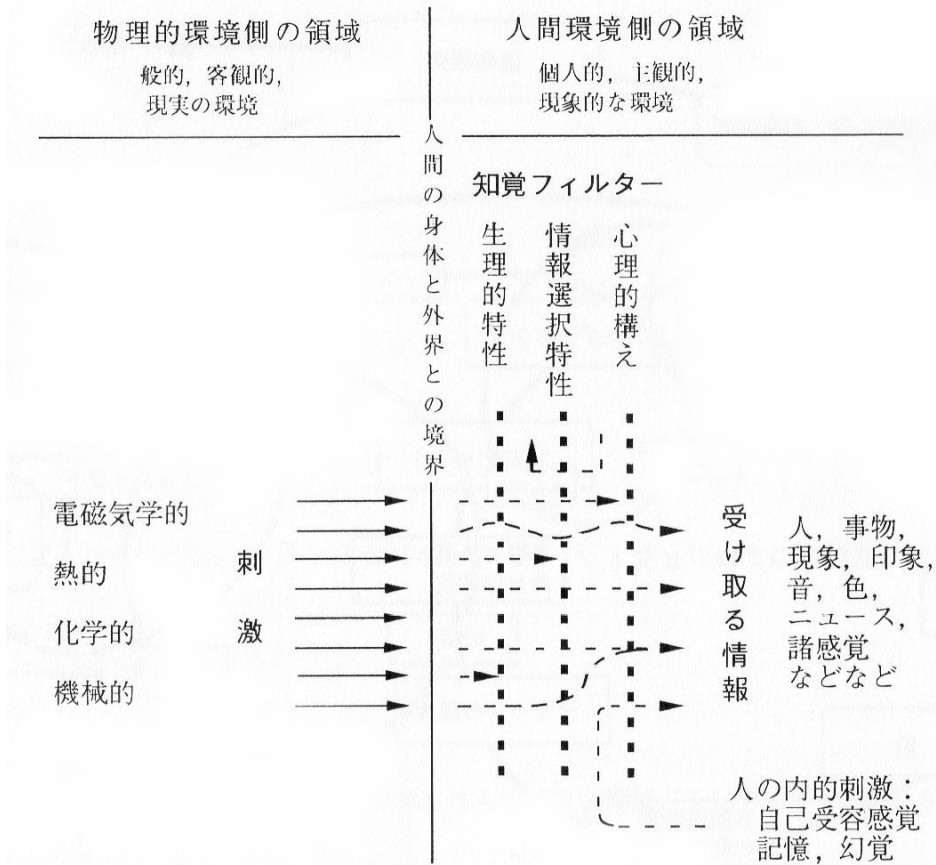 物理的環境側の領域
般的，客観的，
現実の環境
人間環境側の領域
個人的，主観的，
現象的な環境
人間の身体と外界との境界
知覚フィルター
生理的特性
情報選択特性
心理的構え
電磁気学的
熱的
化学的
機械的
刺激
受け取る情報
人，事物，
現象，印象，
音，色，
ニュース，
諸感覚
などなど
人の内的刺激：
自己受容感覚
記憶，幻覚